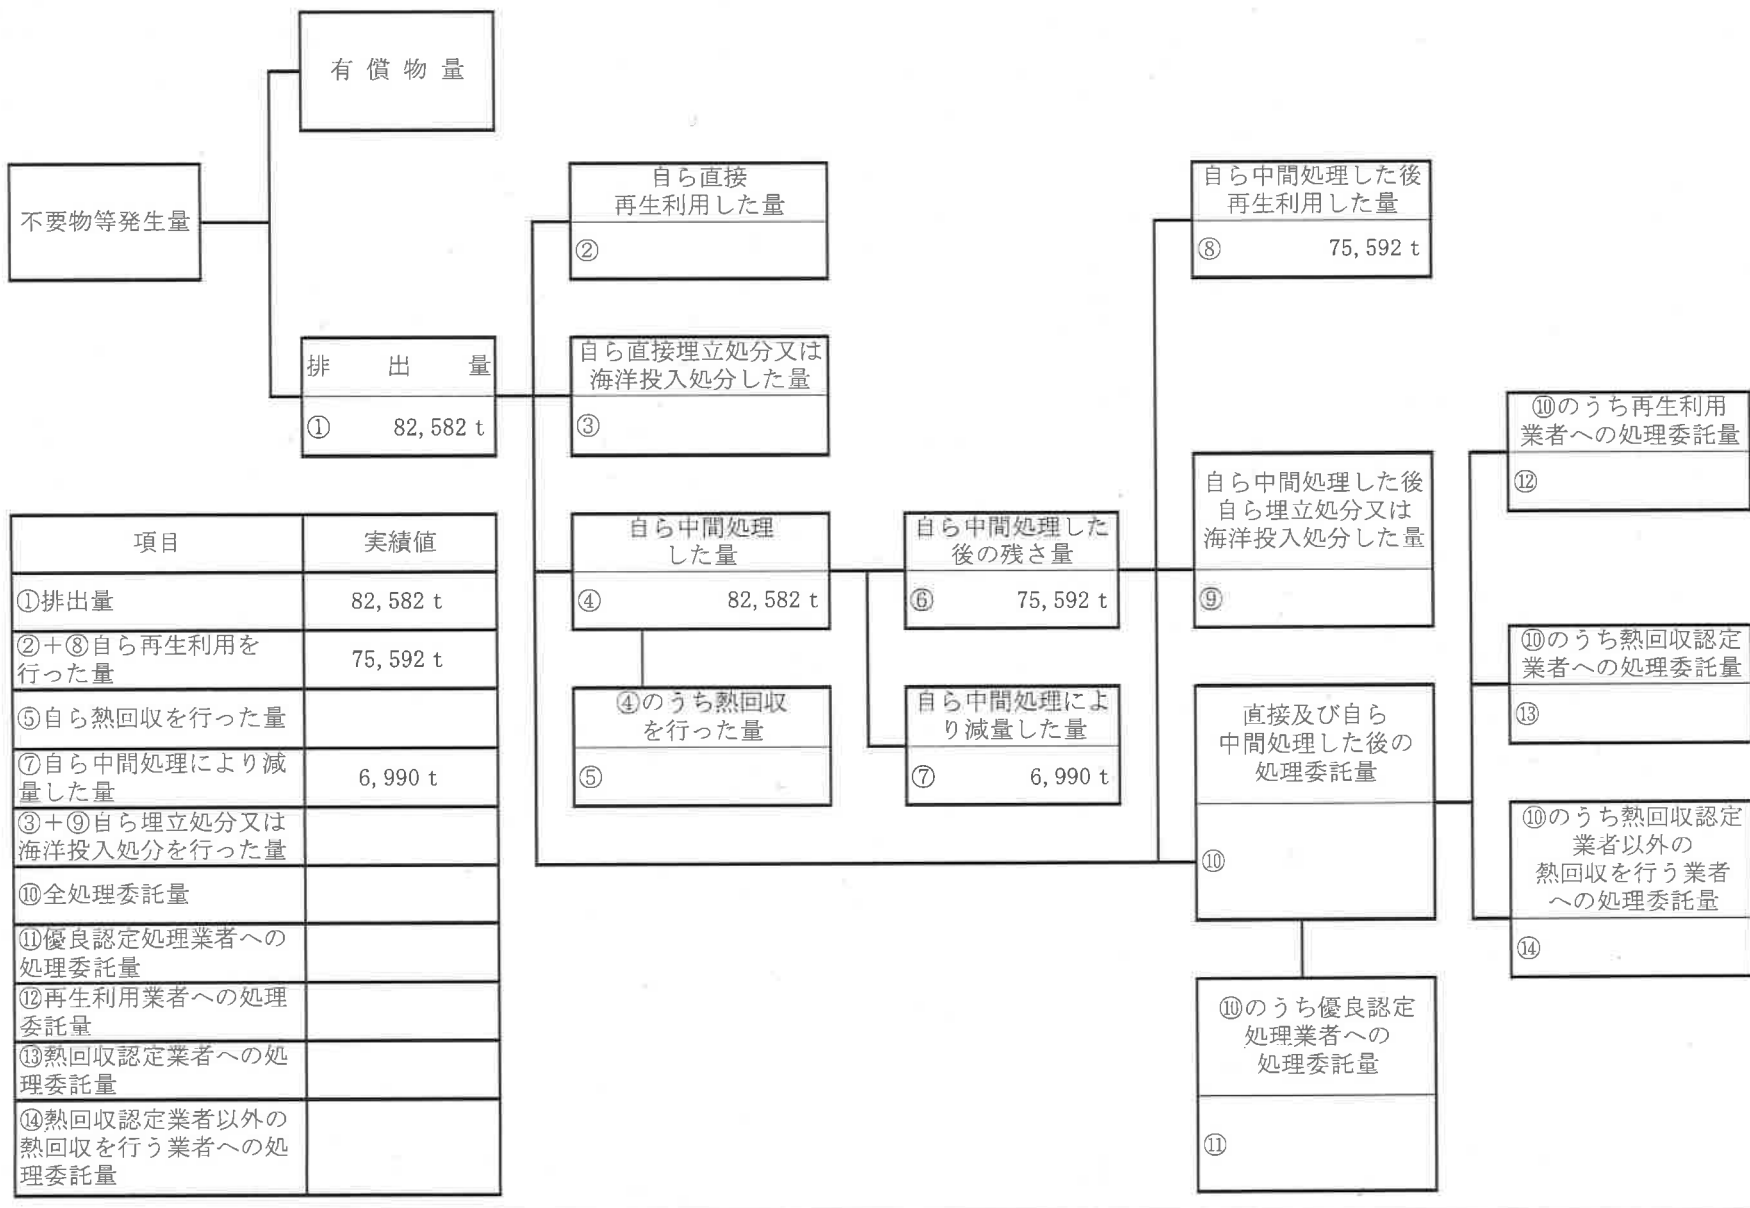 有償物量
不要物等発生量
排出量
① 82,582 t
自ら直接
再生利用した量
②
自ら直接埋立処分又は
海洋投入処分した量
③
自ら中間処理
した量
④ 82,582 t
④のうち熱回収
を行った量
⑤
自ら中間処理した
後の残さ量
⑥ 75,592 t
自ら中間処理によ
り減量した量
⑦ 6,990 t
自ら中間処理した後
再生利用した量
⑧ 75,592 t
自ら中間処理した後
自ら埋立処分又は
海洋投入処分した量
⑨
直接及び自ら
中間処理した後の
処理委託量
⑩
⑩のうち優良認定
処理業者への
処理委託量
⑪
⑩のうち再生利用
業者への処理委託量
⑫
⑩のうち熱回収認定
業者への処理委託量
⑬
⑩のうち熱回収認定
業者以外の
熱回収を行う業者
への処理委託量
⑭
項目 実績値
①排出量 82,582 t
②+⑧自ら再生利用を
行った量 75,592 t
⑤自ら熱回収を行った量
⑦自ら中間処理により減
量した量 6,990 t
③+⑨自ら埋立処分又は
海洋投入処分を行った量
⑩全処理委託量
⑪優良認定処理業者への
処理委託量
⑫再生利用業者への処理
委託量
⑬熱回収認定業者への処
理委託量
⑭熱回収認定業者以外の
熱回収を行う業者への処
理委託量